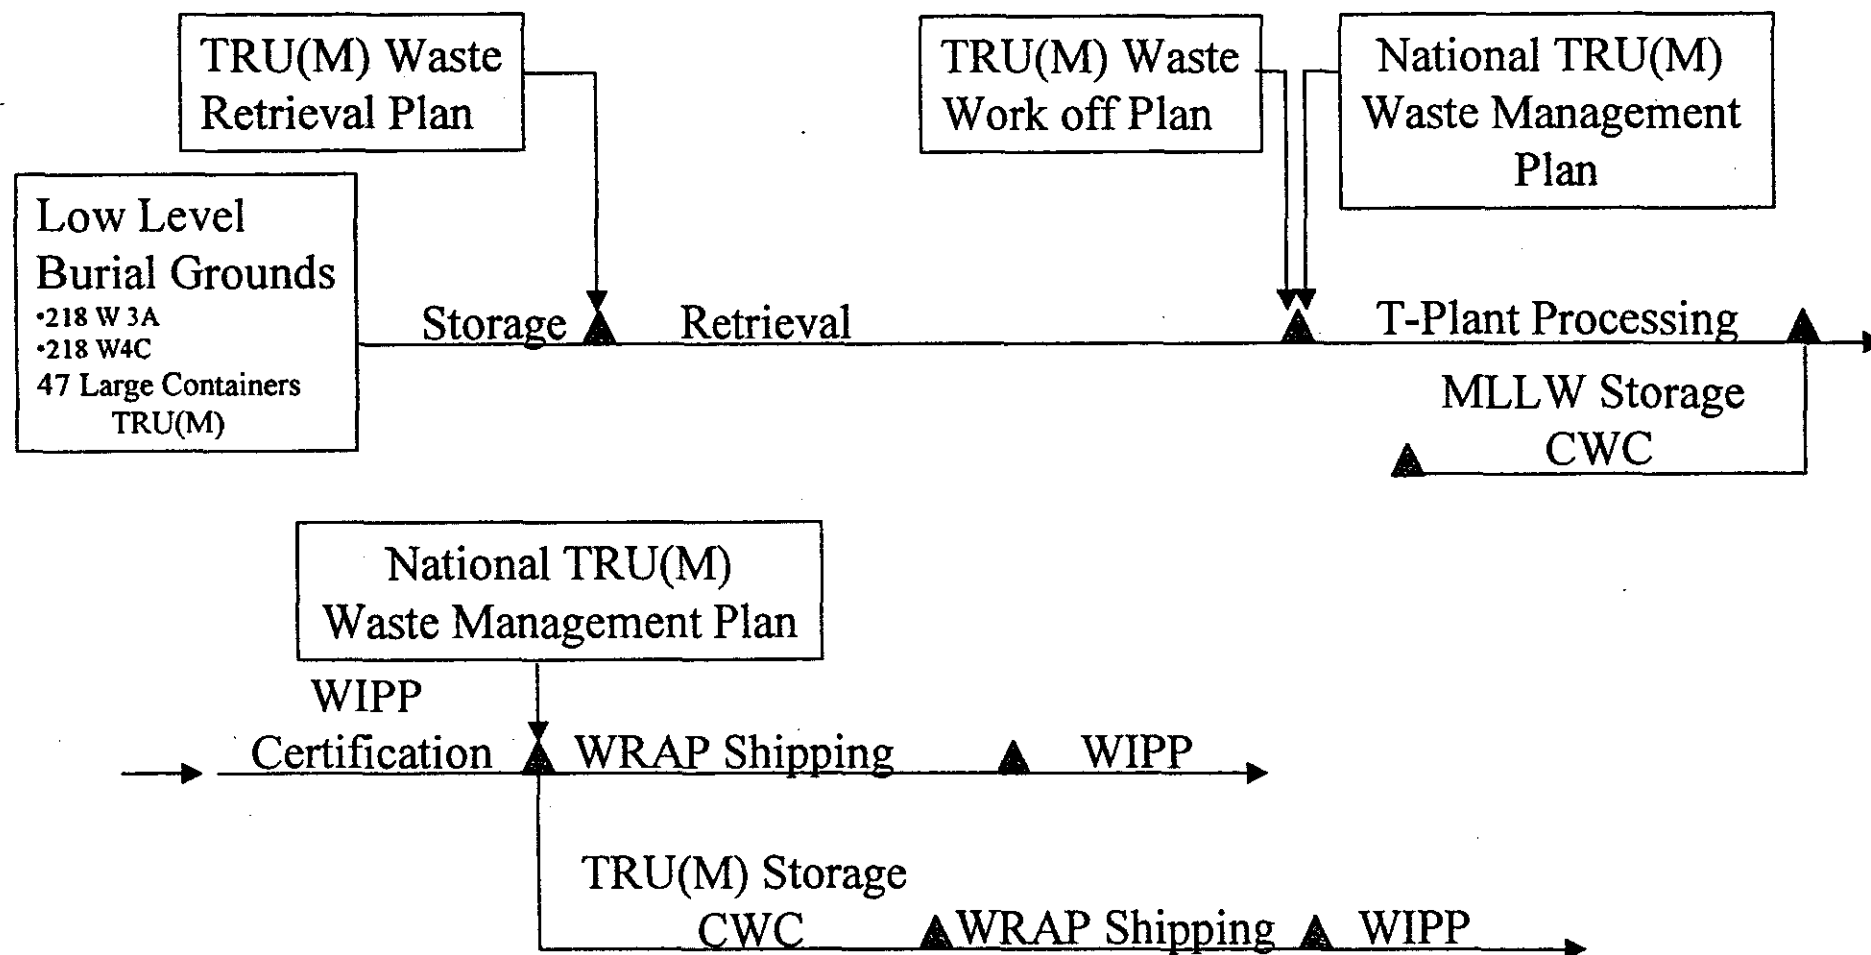 TRU(M) Waste
Retrieval Plan
TRU(M) Waste
Work off Plan
National TRU(M)
Waste Management
Plan
Low Level
Burial Grounds
•218 W 3A
•218 W4C
47 Large Containers
TRU(M)
Storage
Retrieval
T-Plant Processing
MLLW Storage
CWC
National TRU(M)
Waste Management Plan
WIPP
Certification
WRAP Shipping
WIPP
TRU(M) Storage
CWC
WRAP Shipping
WIPP